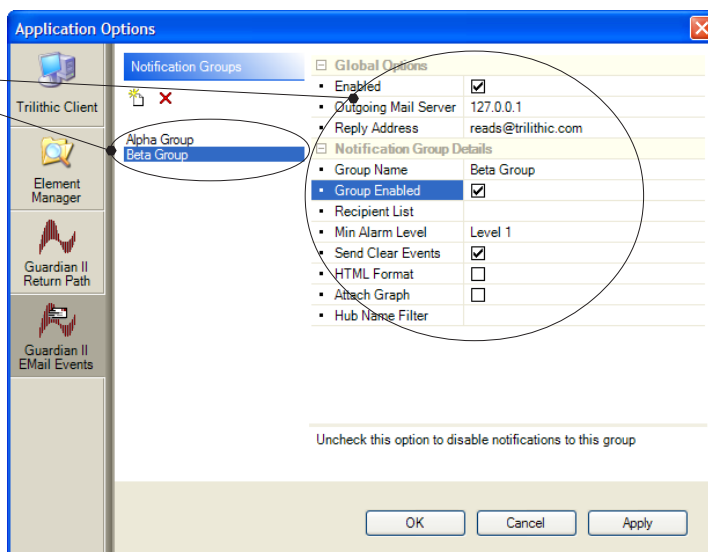 Application Options
Trilithic Client
Element
Manager
Guardian II
Return Path
Guardian II
EMail Events
Notification Groups
Alpha Group
Beta Group
Global Options
Enabled
Outgoing Mail Server 127.0.0.1
Reply Address reads@trilithic.com
Notification Group Details
Group Name Beta Group
Group Enabled
Recipient List
Min Alarm Level Level 1
Send Clear Events
HTML Format
Attach Graph
Hub Name Filter
Uncheck this option to disable notifications to this group
OK Cancel Apply